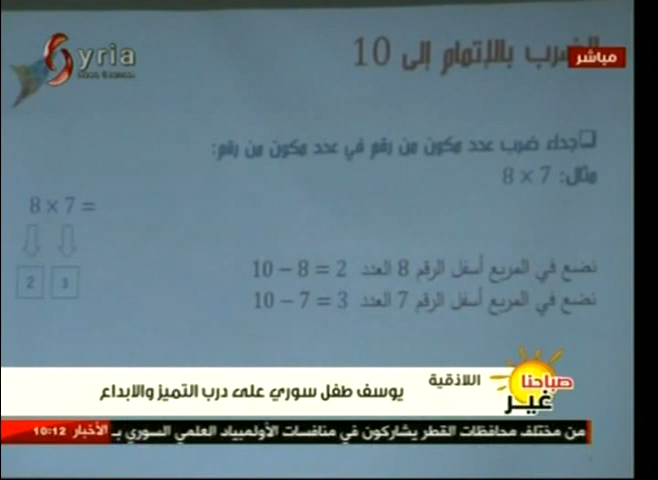 Syria
مباشر
الضرب بالإتمام إلى 10
جداء ضرب عدد مكون من رقم في عدد مكون من رقم:
مثال: 7 × 8
8 × 7 =
2 3
نضع في المربع أسفل الرقم 8 العدد 2 = 8 − 10
نضع في المربع أسفل الرقم 7 العدد 3 = 7 − 10
صباحنا غير
اللاذقية
يوسف طفل سوري على درب التميز والابداع
الأخبار 10:12
من مختلف محافظات القطر يشاركون في منافسات الأولمبياد العلمي السوري بـ